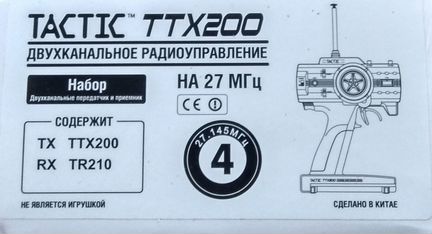 TACTIC™ TTX200
ДВУХКАНАЛЬНОЕ РАДИОУПРАВЛЕНИЕ
Набор
Двухканальные передатчик и приемник
НА 27 МГц
CE
СОДЕРЖИТ
TX TTX200
RX TR210
27.145МГЦ
4
TACTIC
TACTIC TTX200
НЕ ЯВЛЯЕТСЯ ИГРУШКОЙ
СДЕЛАНО В КИТАЕ